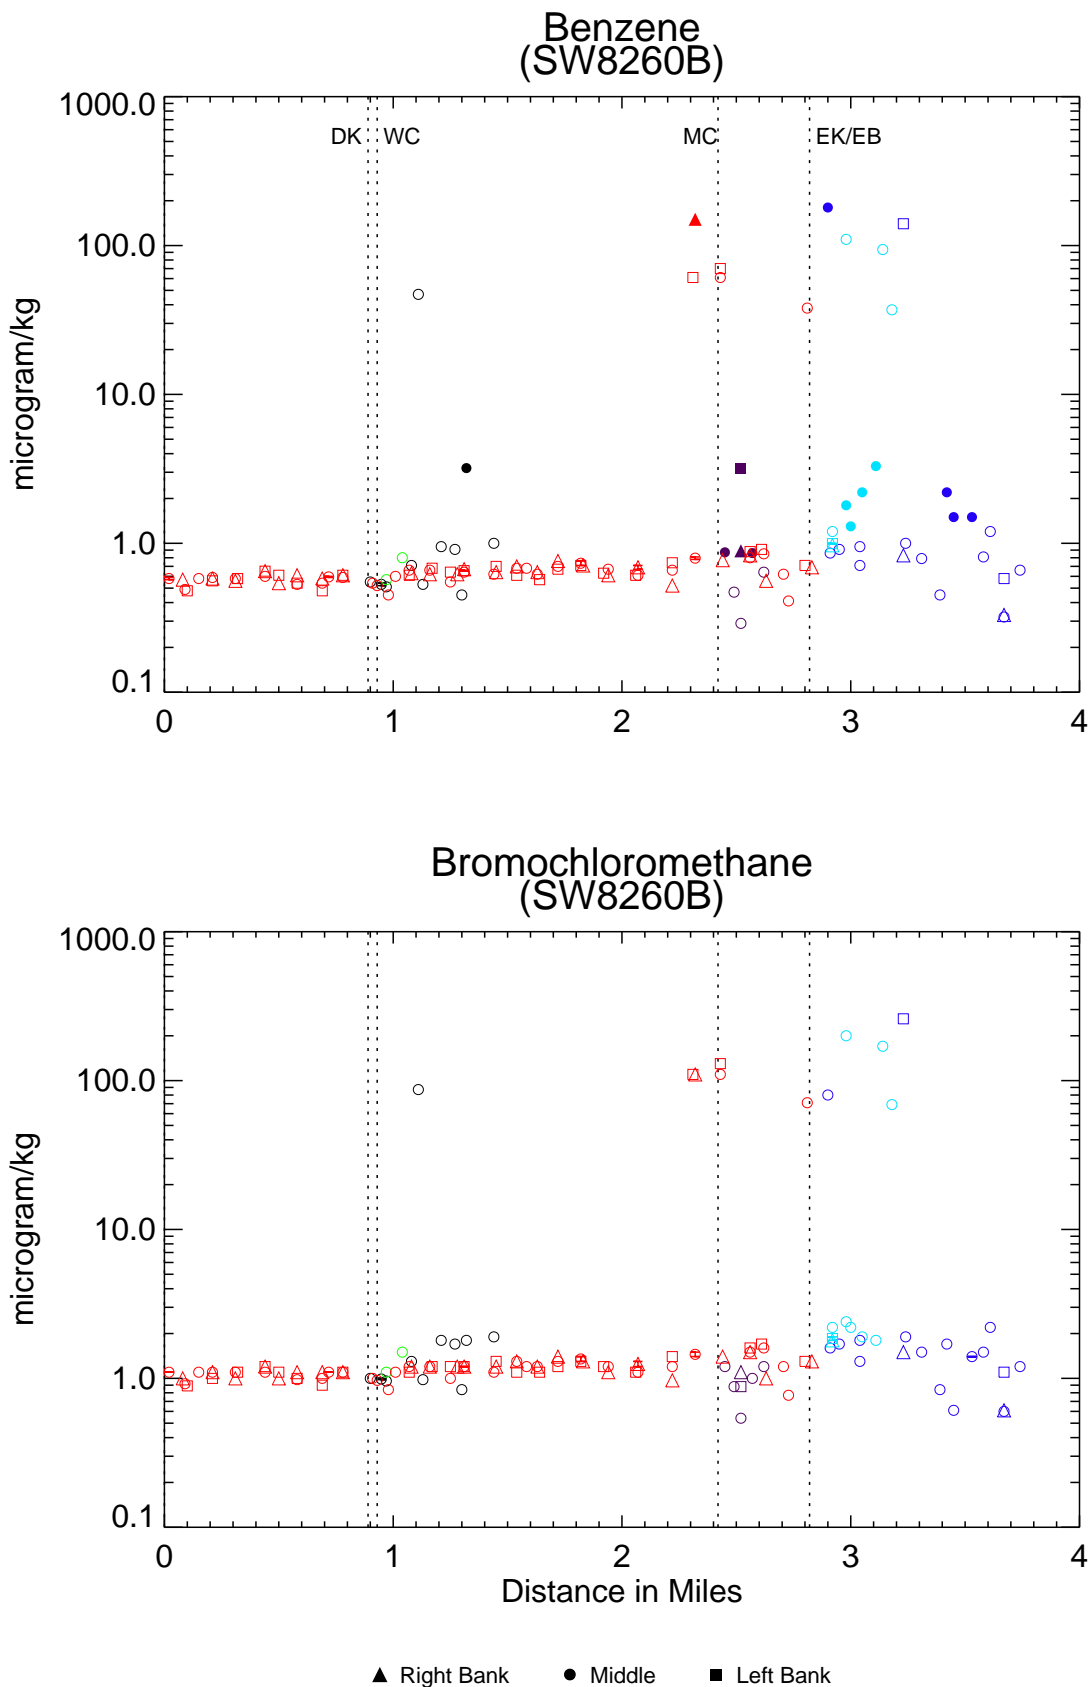 Benzene
(SW8260B)
1000.0
DK WC MC EK/EB
100.0
10.0
1.0
0.1
microgram/kg
0 1 2 3 4
Bromochloromethane
(SW8260B)
1000.0
100.0
10.0
1.0
0.1
microgram/kg
0 1 2 3 4
Distance in Miles
Right Bank Middle Left Bank